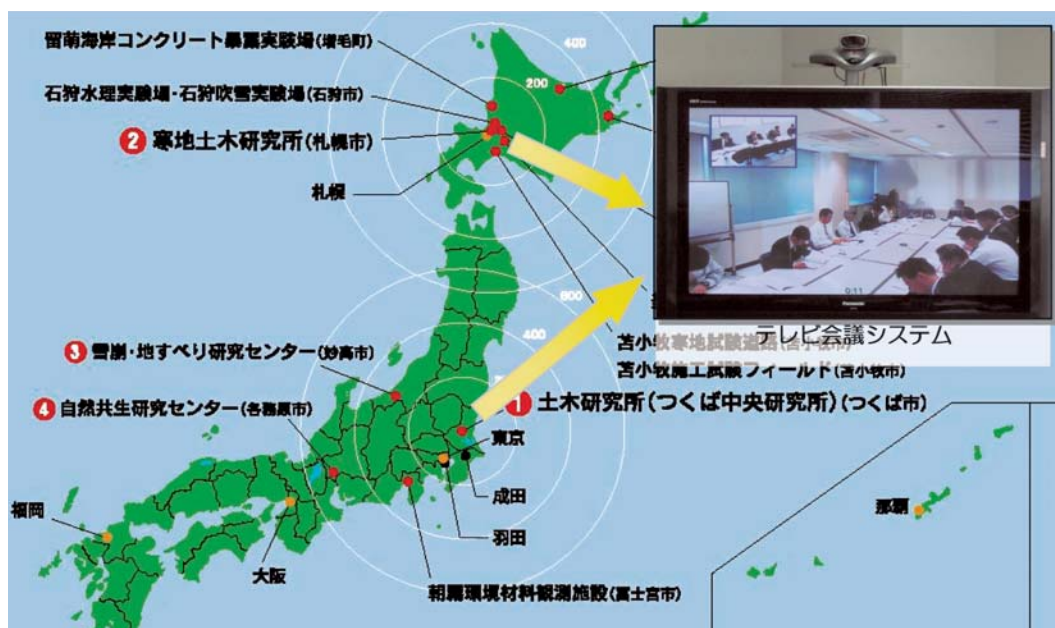 留萌海岸コンクリート暴露実験場(増毛町)
400
200
石狩水理実験場・石狩吹雪実験場(石狩市)
2 寒地土木研究所(札幌市)
札幌
9:11
Panasonic
600
400
テレビ会議システム
苫小牧寒地試験道路(苫小牧市)
苫小牧施工試験フィールド(苫小牧市)
3 雪崩・地すべり研究センター(妙高市)
1 土木研究所(つくば中央研究所)(つくば市)
4 自然共生研究センター(各務原市)
東京
成田
羽田
福岡
大阪
朝霧環境材料観測施設(富士宮市)
那覇